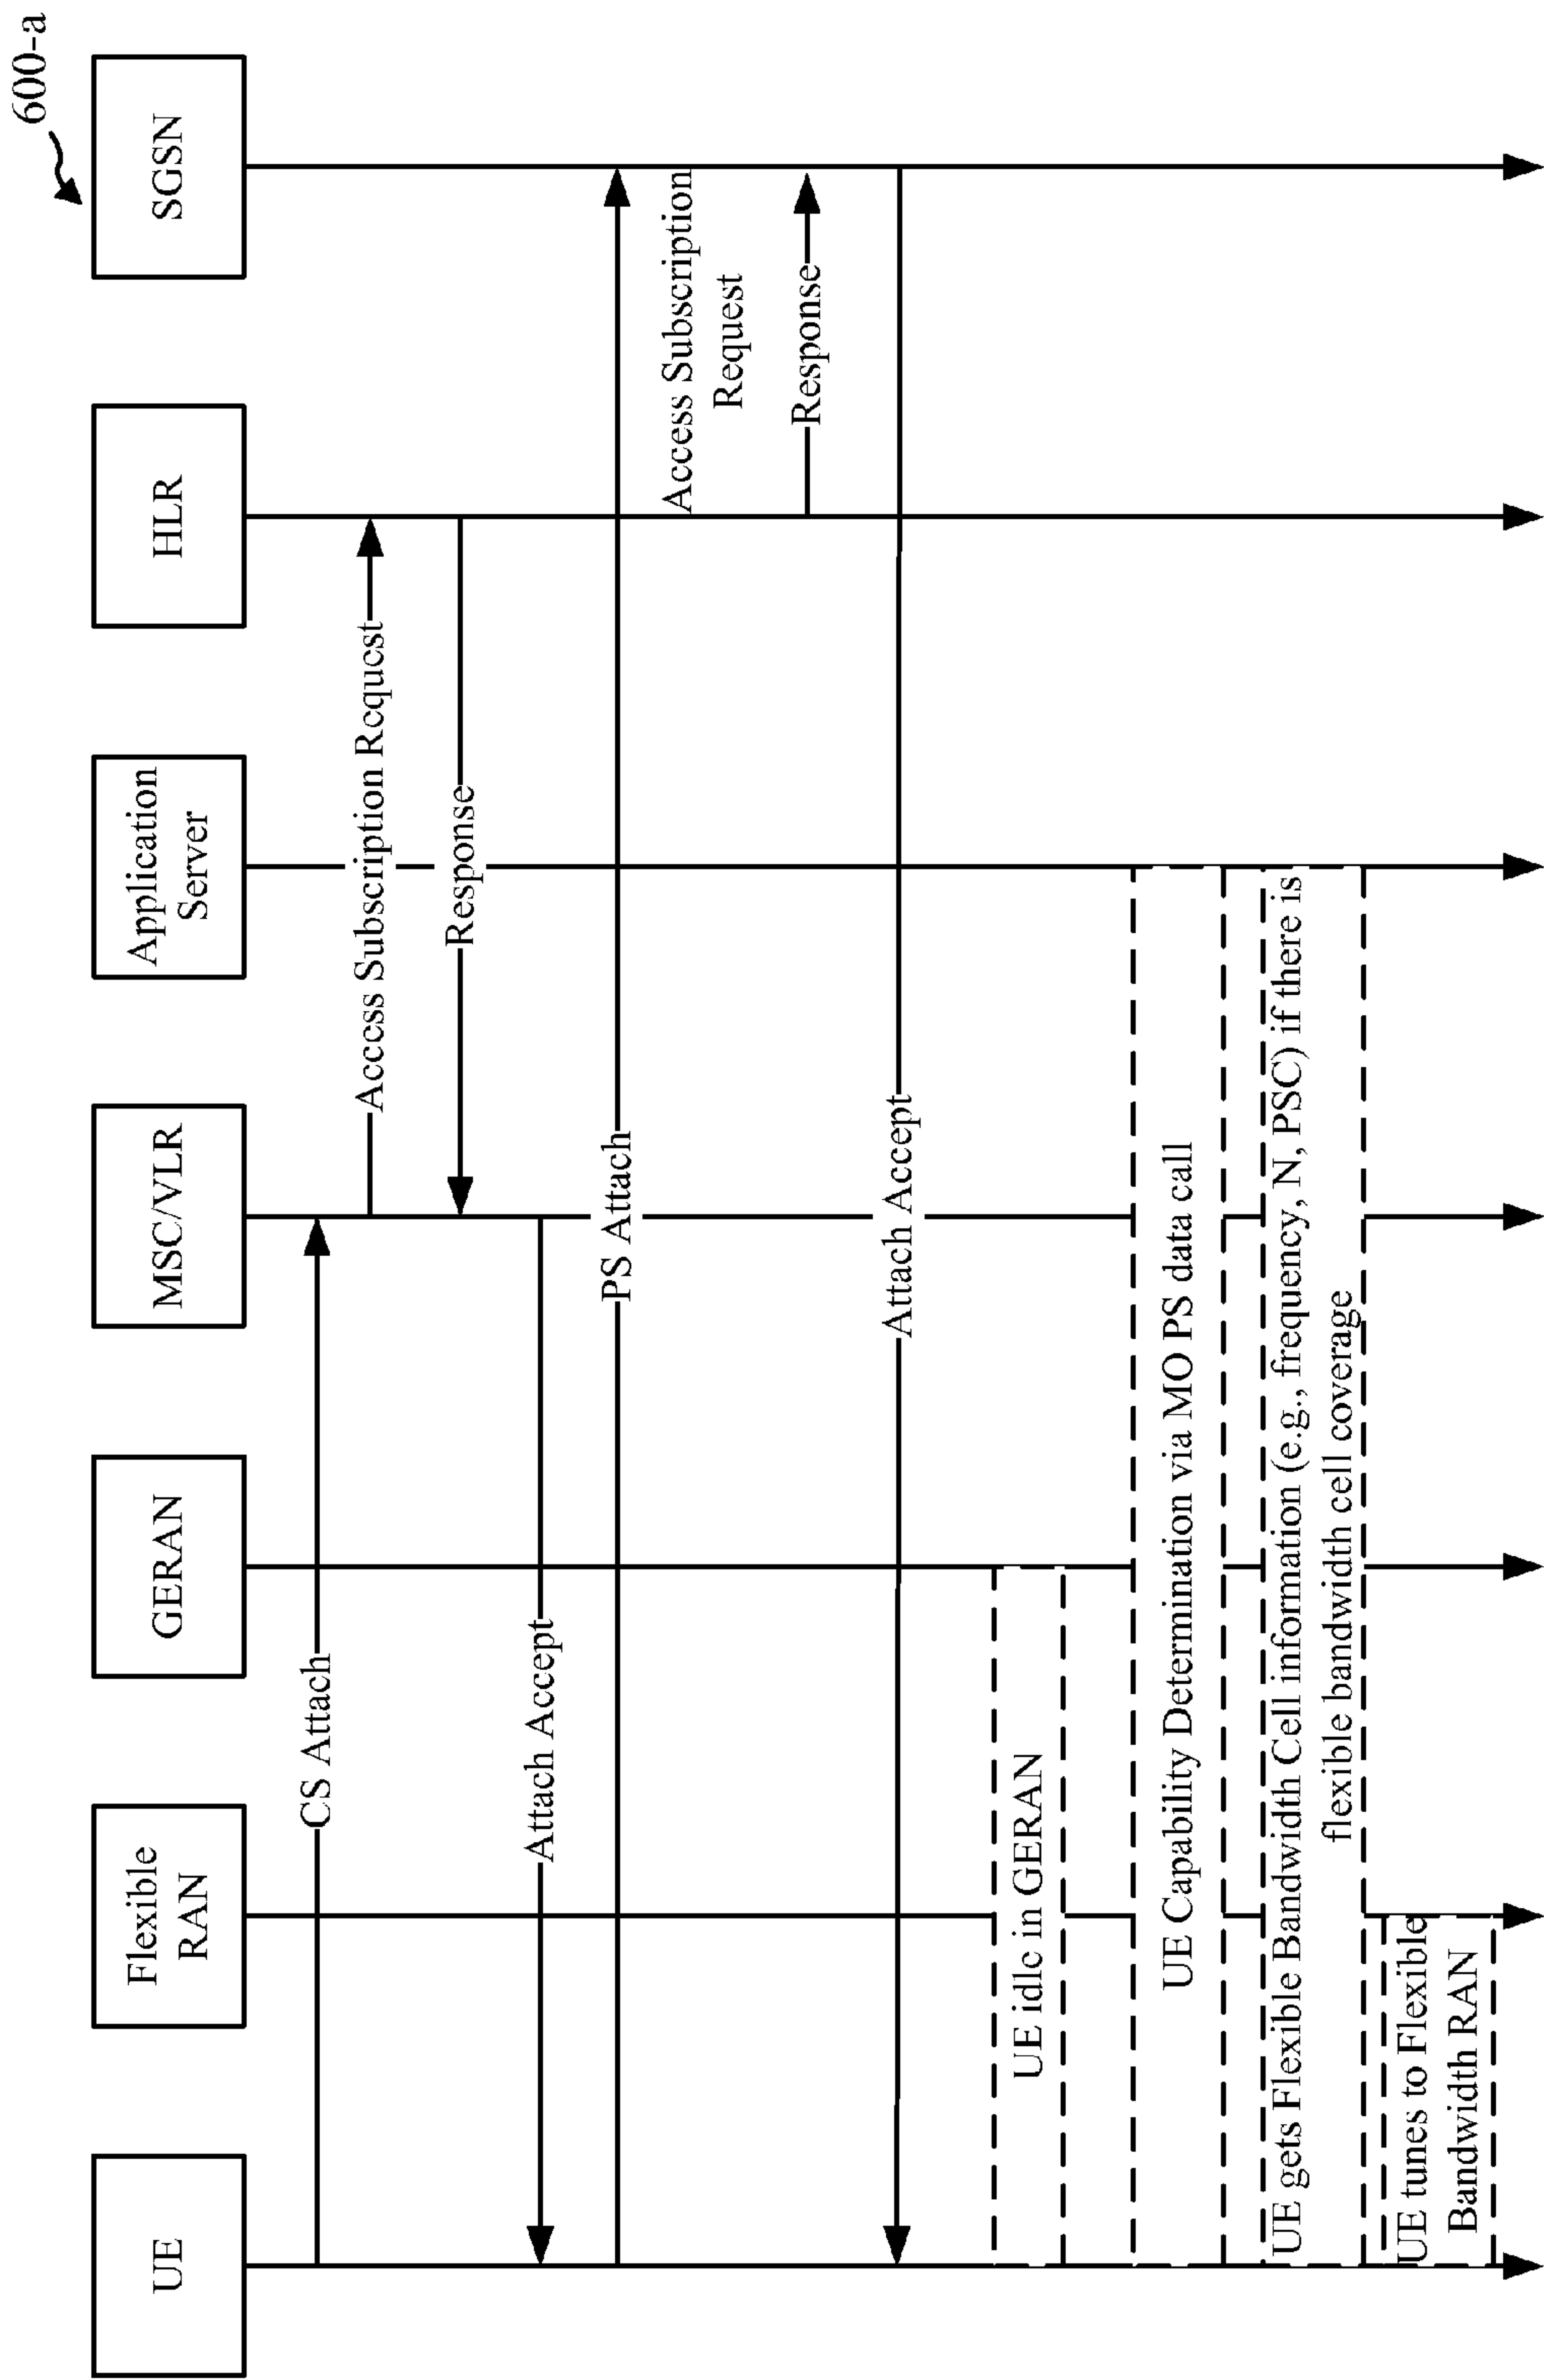 600-a
UE
Flexible
RAN
GERAN
MSC/VLR
Application
Server
HLR
SGSN
CS Attach
Access Subscription Request
Response
Attach Accept
PS Attach
Access Subscription
Request
Response
Attach Accept
UE idle in GERAN
UE Capability Determination via MO PS data call
UE gets Flexible Bandwidth Cell information (e.g., frequency, N, PSC) if there is
flexible bandwidth cell coverage
UE tunes to Flexible
Bandwidth RAN